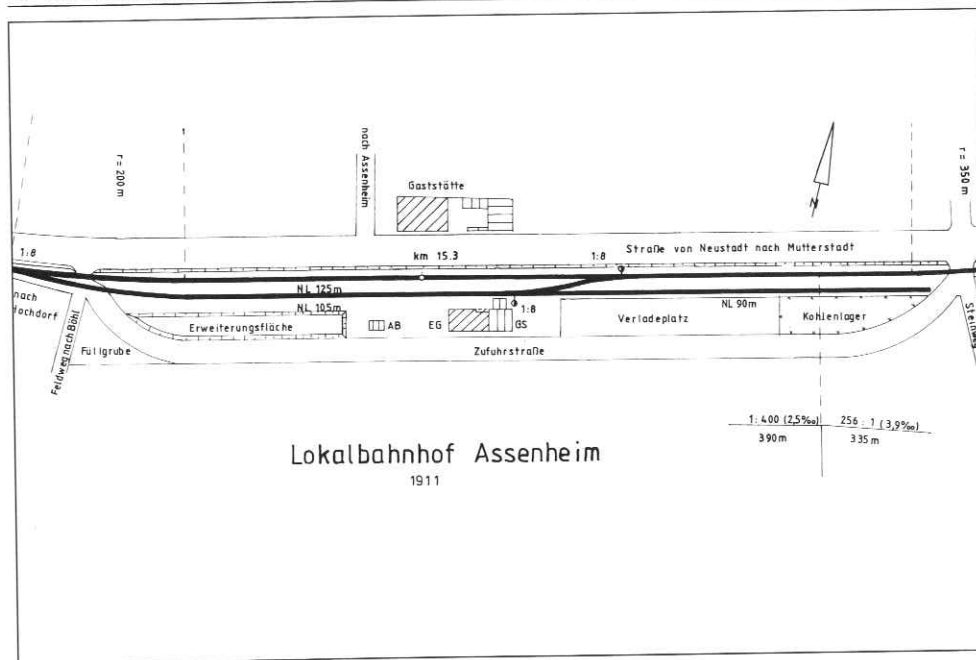 r = 200 m
nach Assenheim
Gaststätte
N
r = 350 m
1:8
km 15.3
1:8
Straße von Neustadt nach Mutterstadt
nach
NL 125m
NL 105m
1:8
NL 90m
Erweiterungsfläche
AB
EG
GS
Verladeplatz
Kohlenlager
Feldweg nach Böhl
Füllgrube
Zufuhrstraße
1: 400 (2,5‰)
256 : 1 (3,9‰)
390m
335m
Lokalbahnhof Assenheim
1911